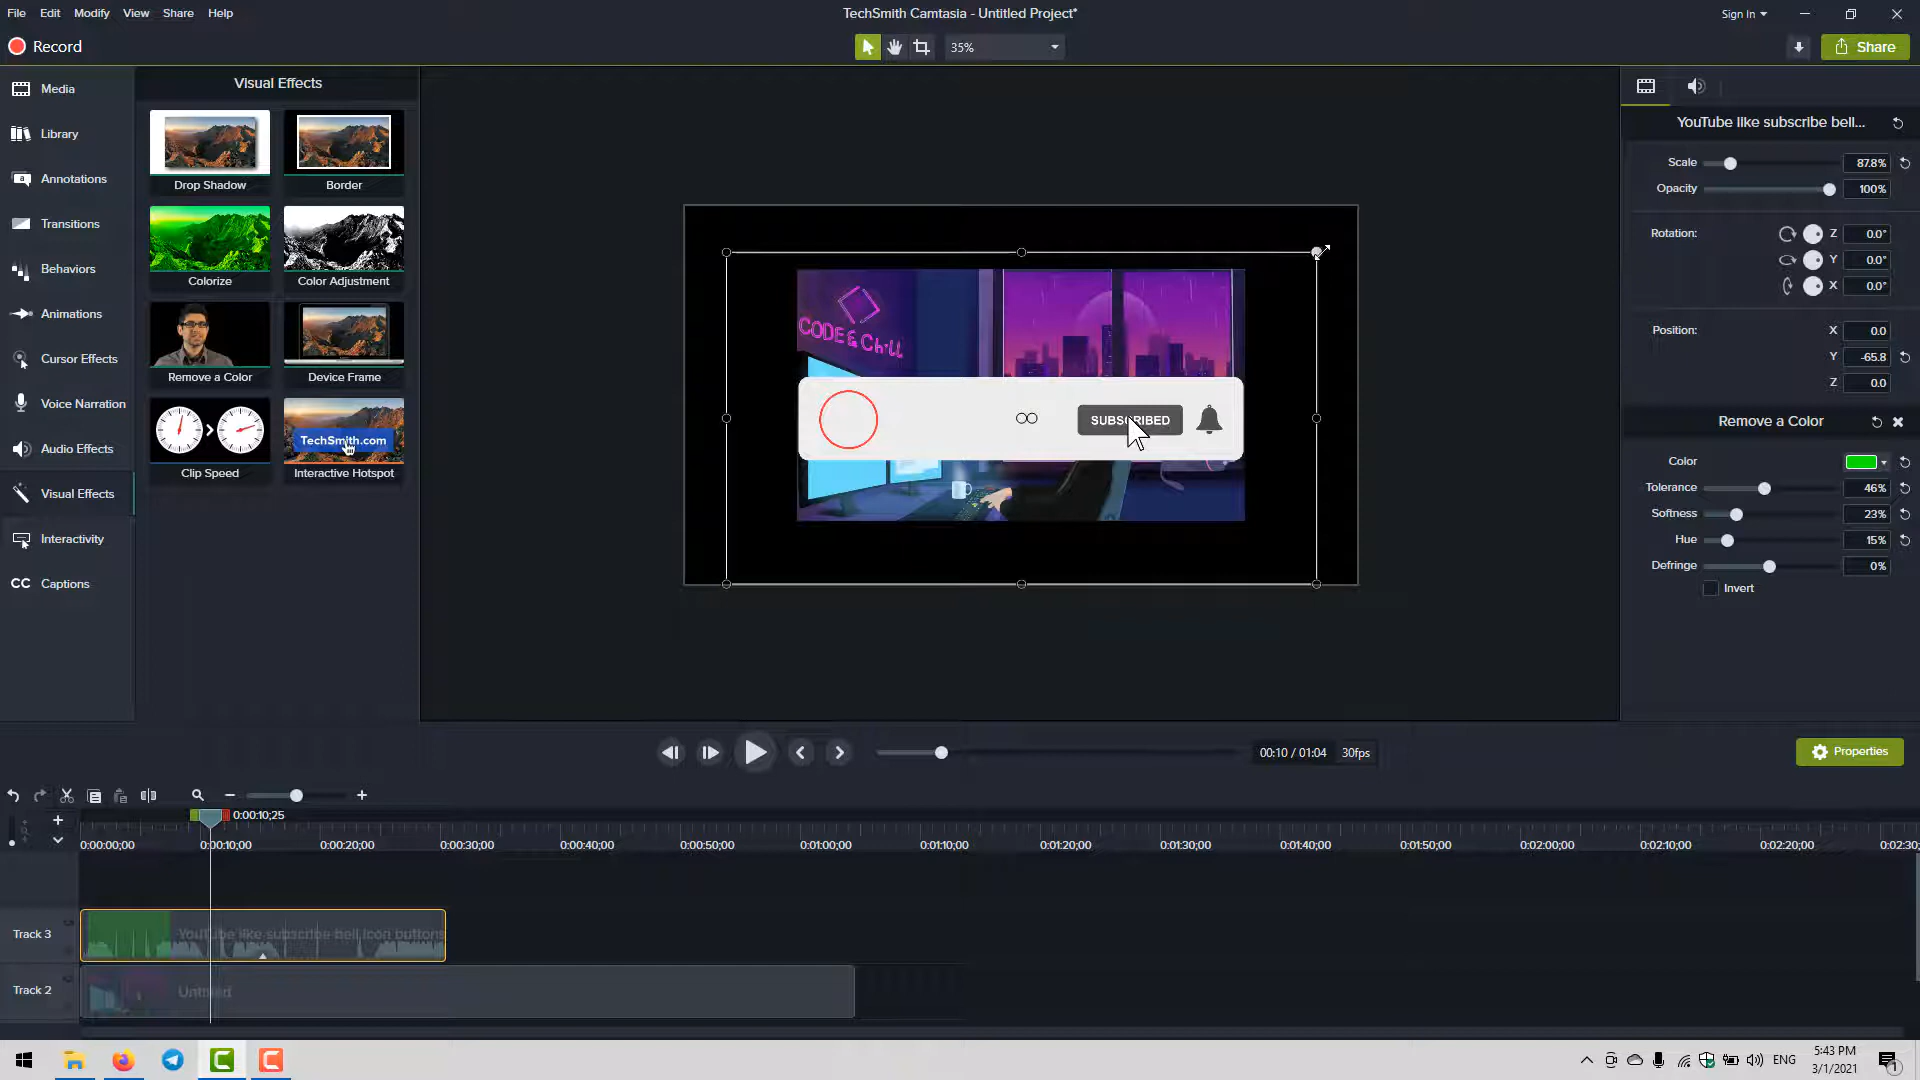 File Edit Modify View Share Help
TechSmith Camtasia - Untitled Project*
Sign In
Record
35%
Share
Media
Library
Annotations
Transitions
Behaviors
Animations
Cursor Effects
Voice Narration
Audio Effects
Visual Effects
Interactivity
CC Captions
Visual Effects
Drop Shadow Border
Colorize Color Adjustment
Remove a Color Device Frame
TechSmith.com
Clip Speed Interactive Hotspot
CODE & Chill
SUBSCRIBED
YouTube like subscribe bell...
Scale 87.8%
Opacity 100%
Rotation: Z 0.0°
Y 0.0°
X 0.0°
Position: X 0.0
Y -65.8
Z 0.0
Remove a Color
Color
Tolerance 46%
Softness 23%
Hue 15%
Defringe 0%
Invert
00:10 / 01:04 30fps
Properties
0:00:10;25
0:00:00;00 0:00:10;00 0:00:20;00 0:00:30;00 0:00:40;00 0:00:50;00 0:01:00;00 0:01:10;00 0:01:20;00 0:01:30;00 0:01:40;00 0:01:50;00 0:02:00;00 0:02:10;00 0:02:20;00 0:02:30;
Track 3
YouTube like subscribe bell icon buttons
Track 2
Untitled
ENG
5:43 PM
3/1/2021
1